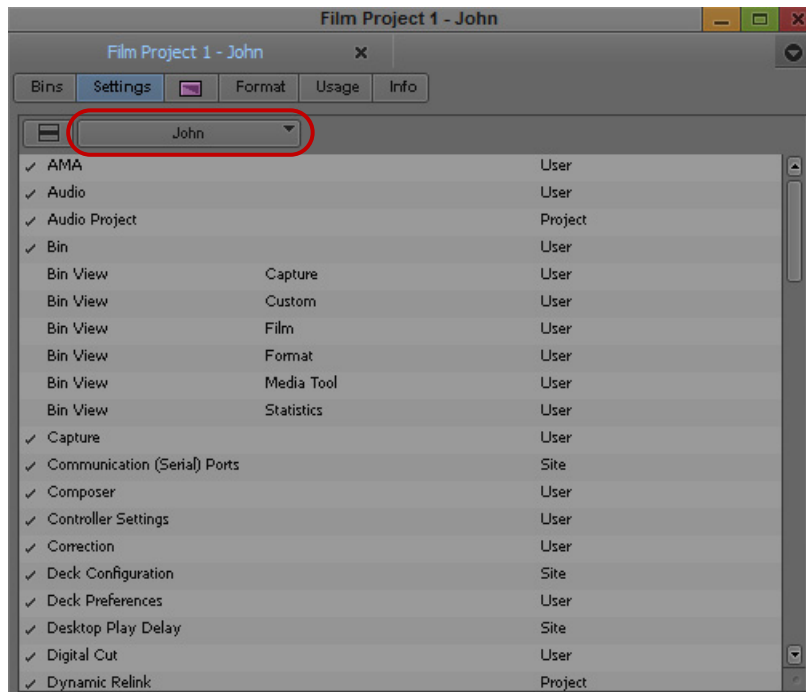 Film Project 1 - John
Film Project 1 - John
Bins Settings Format Usage Info
John
AMA User
Audio User
Audio Project Project
Bin User
Bin View Capture User
Bin View Custom User
Bin View Film User
Bin View Format User
Bin View Media Tool User
Bin View Statistics User
Capture User
Communication (Serial) Ports Site
Composer User
Controller Settings User
Correction User
Deck Configuration Site
Deck Preferences User
Desktop Play Delay Site
Digital Cut User
Dynamic Relink Project